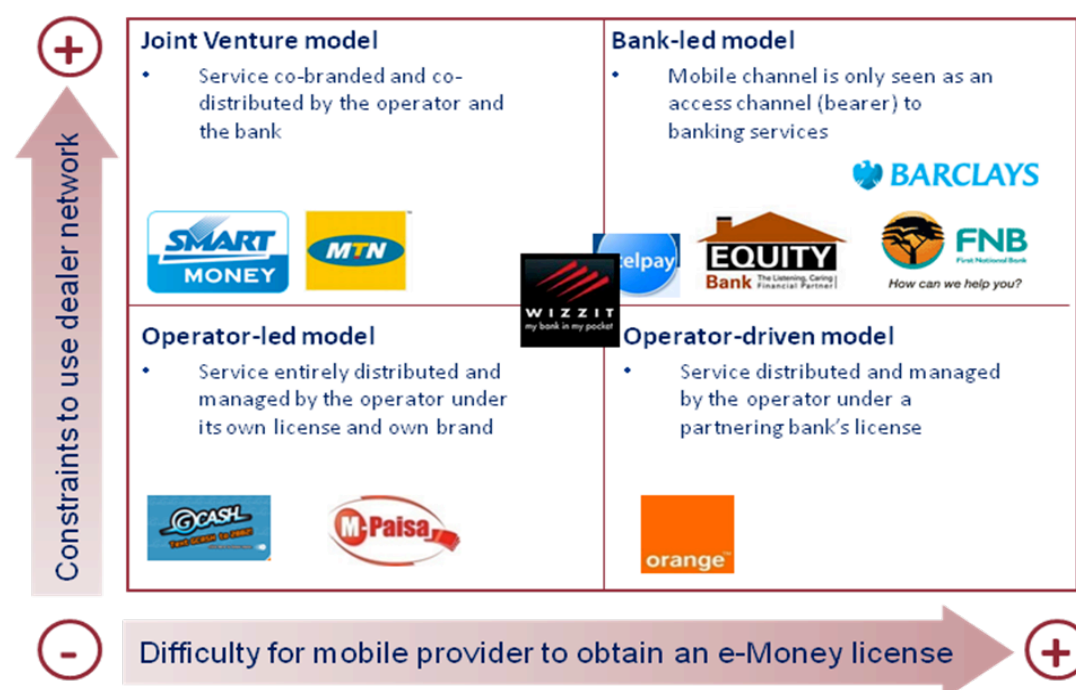 +
Constraints to use dealer network
Joint Venture model
• Service co-branded and co-
distributed by the operator and
the bank
SMART
MONEY
MTN
Bank-led model
• Mobile channel is only seen as an
access channel (bearer) to
banking services
BARCLAYS
elpay
EQUITY
Bank The Listening, Caring
Financial Partner
FNB
First National Bank
How can we help you?
WIZZIT
my bank in my pocket
Operator-led model
• Service entirely distributed and
managed by the operator under
its own license and own brand
GCASH
M-Paisa
Operator-driven model
• Service distributed and managed
by the operator under a
partnering bank's license
orange™
-
Difficulty for mobile provider to obtain an e-Money license
+